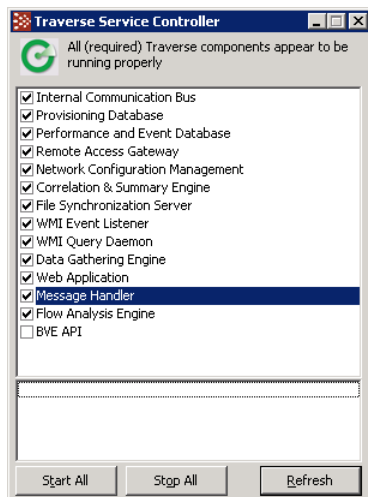 Traverse Service Controller
All (required) Traverse components appear to be
running properly
Internal Communication Bus
Provisioning Database
Performance and Event Database
Remote Access Gateway
Network Configuration Management
Correlation & Summary Engine
File Synchronization Server
WMI Event Listener
WMI Query Daemon
Data Gathering Engine
Web Application
Message Handler
Flow Analysis Engine
BVE API
Start All
Stop All
Refresh